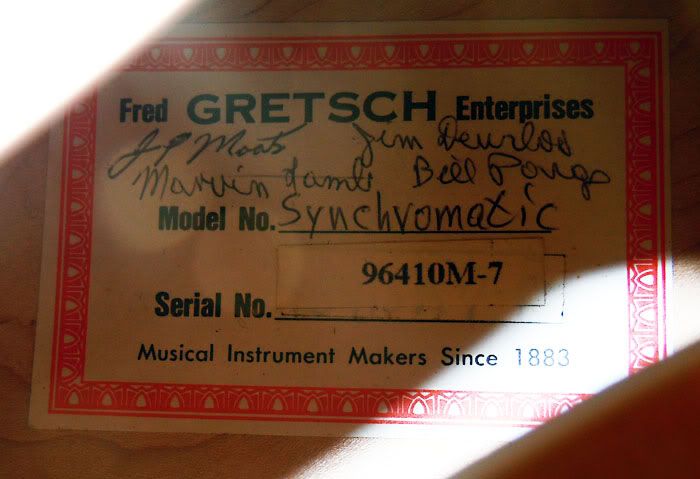 Fred GRETSCH Enterprises
J P Moats Jim Deurloo
Marvin Lamb Bill
Model No. Synchromatic
96410M-7
Serial No.
Musical Instrument Makers Since 1883